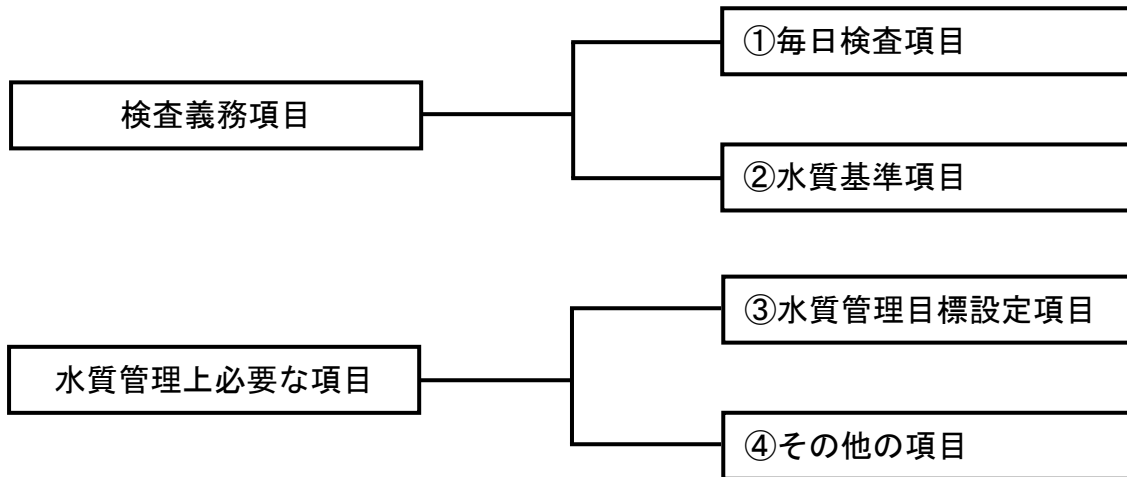 検査義務項目
①毎日検査項目
②水質基準項目
水質管理上必要な項目
③水質管理目標設定項目
④その他の項目